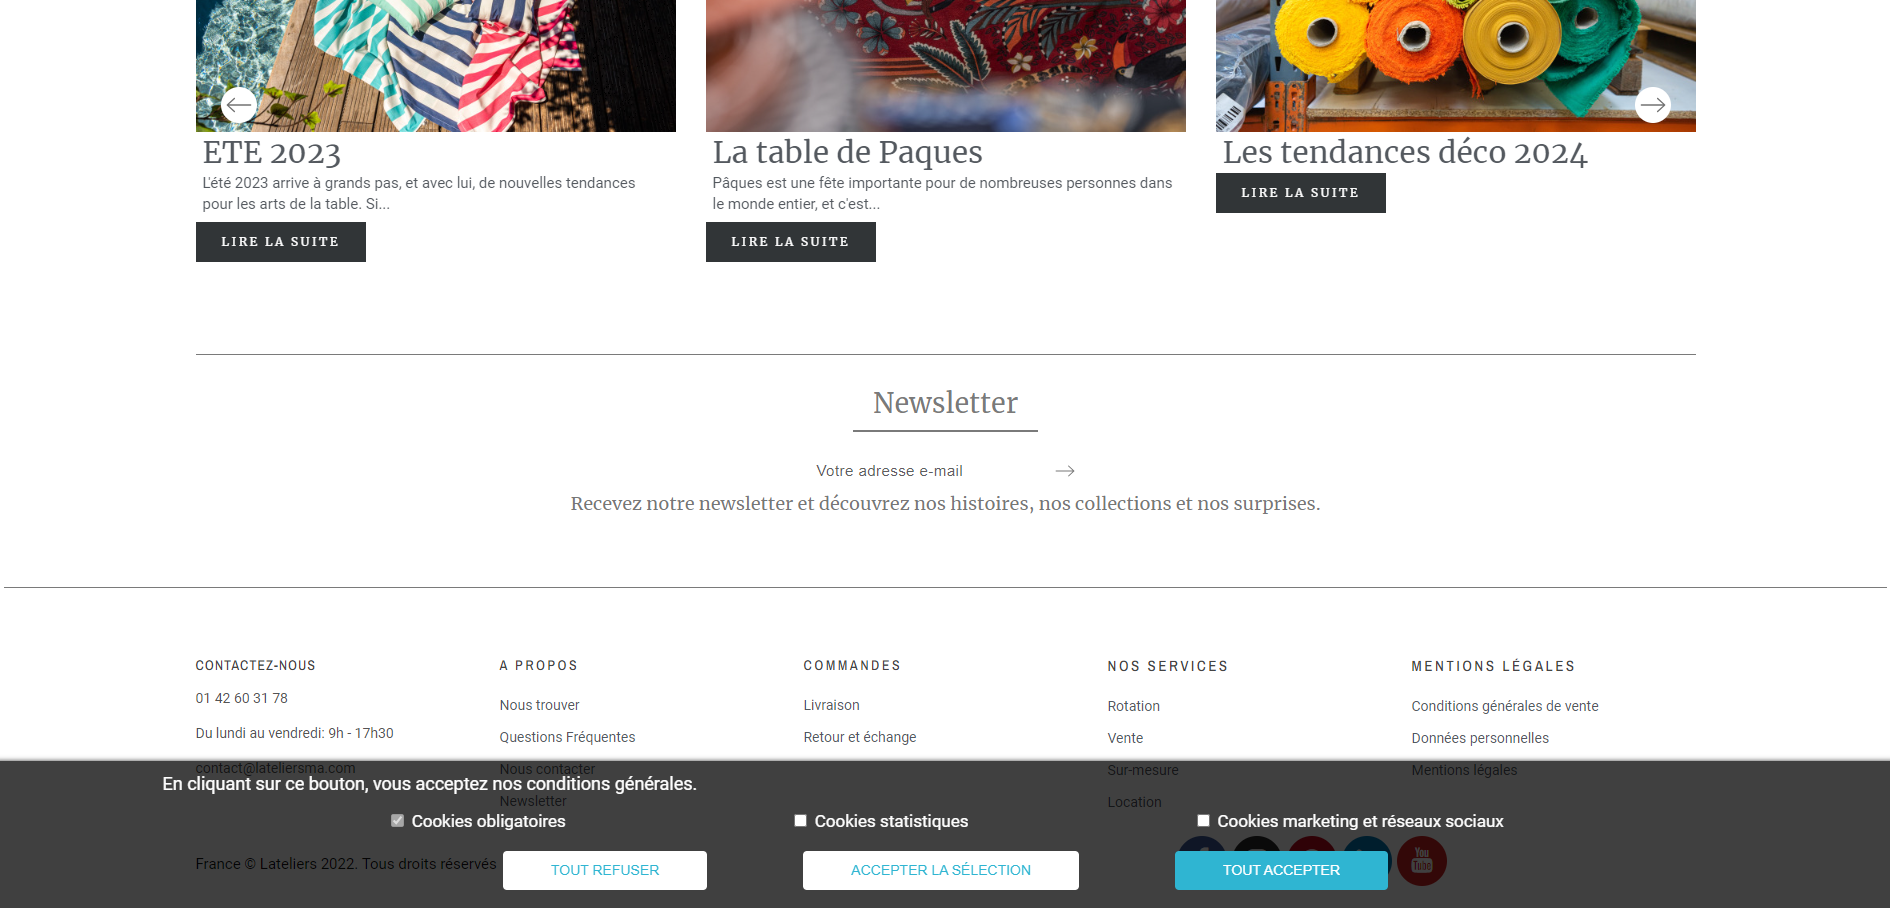 ETE 2023
L'été 2023 arrive à grands pas, et avec lui, de nouvelles tendances
pour les arts de la table. Si...
LIRE LA SUITE
La table de Paques
Pâques est une fête importante pour de nombreuses personnes dans
le monde entier, et c'est...
LIRE LA SUITE
Les tendances déco 2024
LIRE LA SUITE
Newsletter
Votre adresse e-mail
Recevez notre newsletter et découvrez nos histoires, nos collections et nos surprises.
CONTACTEZ-NOUS
01 42 60 31 78
Du lundi au vendredi: 9h - 17h30
contact@lateliersma.com
A PROPOS
Nous trouver
Questions Fréquentes
Nous contacter
Newsletter
COMMANDES
Livraison
Retour et échange
NOS SERVICES
Rotation
Vente
Sur-mesure
Location
MENTIONS LÉGALES
Conditions générales de vente
Données personnelles
Mentions légales
En cliquant sur ce bouton, vous acceptez nos conditions générales.
Cookies obligatoires
Cookies statistiques
Cookies marketing et réseaux sociaux
France © Lateliers 2022. Tous droits réservés
TOUT REFUSER
ACCEPTER LA SÉLECTION
TOUT ACCEPTER
You
Tube